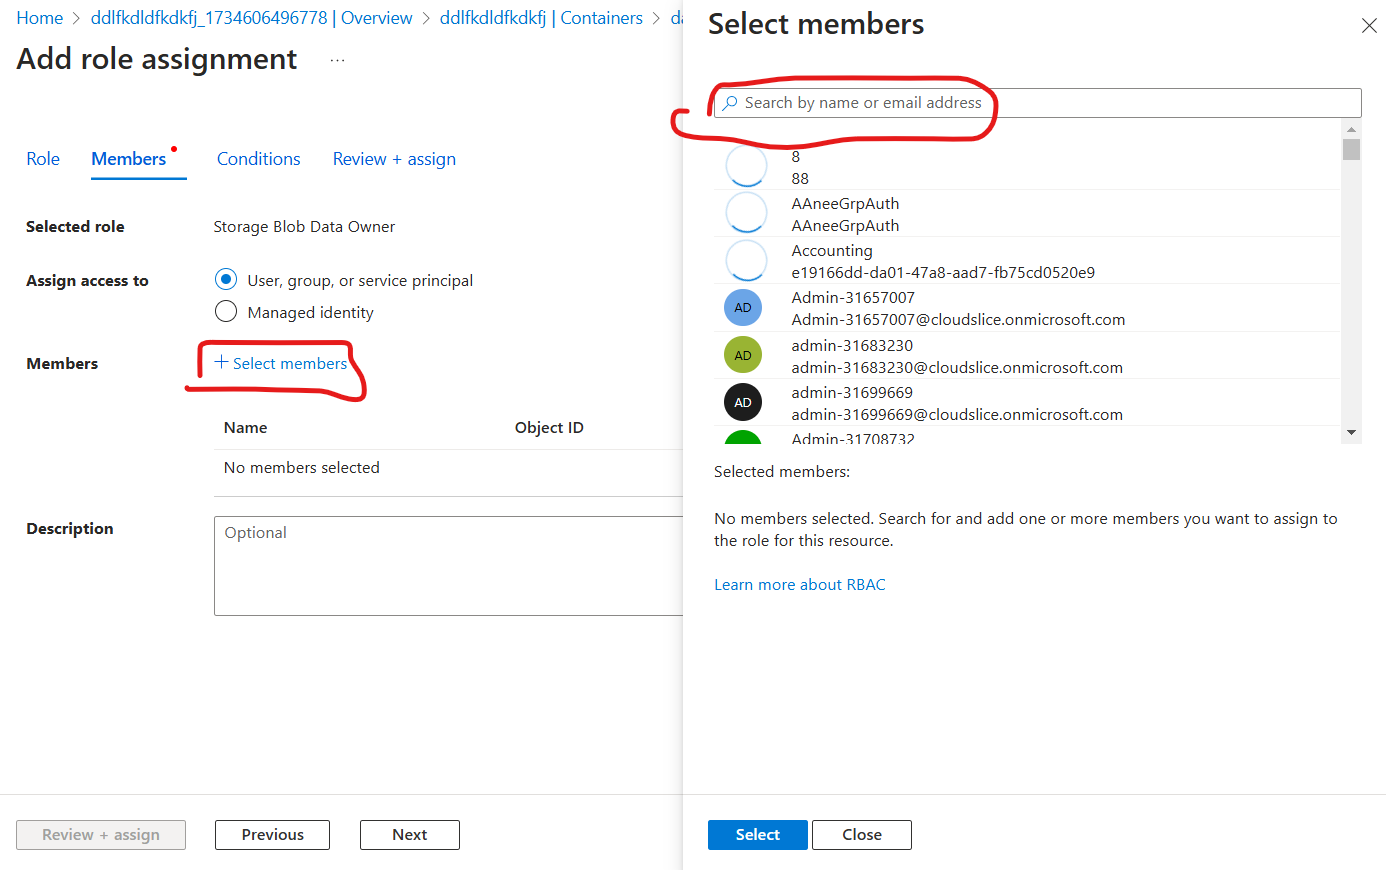 Home > ddlfkdldfkdkfj_1734606496778 | Overview > ddlfkdldfkdkfj | Containers >
Add role assignment ...
Role Members Conditions Review + assign
Selected role Storage Blob Data Owner
Assign access to User, group, or service principal
Managed identity
Members + Select members
Name Object ID
No members selected
Description Optional
Review + assign Previous Next
Select members
Search by name or email address
8
88
AAneeGrpAuth
AAneeGrpAuth
Accounting
e19166dd-da01-47a8-aad7-fb75cd0520e9
AD Admin-31657007
Admin-31657007@cloudslice.onmicrosoft.com
AD admin-31683230
admin-31683230@cloudslice.onmicrosoft.com
AD admin-31699669
admin-31699669@cloudslice.onmicrosoft.com
Admin-31708732
Selected members:
No members selected. Search for and add one or more members you want to assign to
the role for this resource.
Learn more about RBAC
Select Close